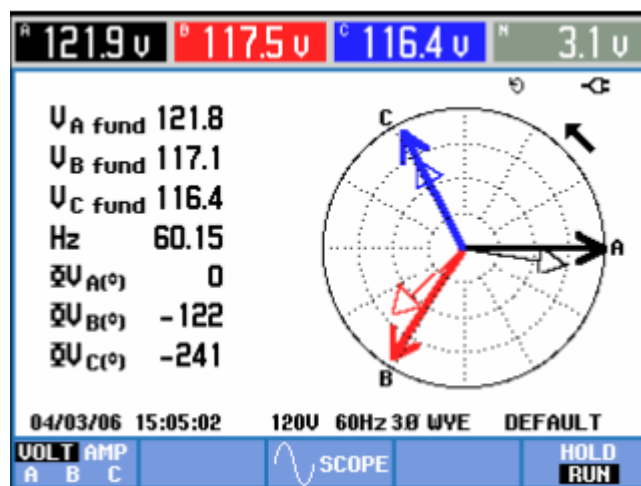 A 121.9 V B 117.5 V C 116.4 V N 3.1 V
VA fund 121.8
VB fund 117.1
VC fund 116.4
Hz 60.15
ΦVA(°) 0
ΦVB(°) -122
ΦVC(°) -241
C
A
B
04/03/06 15:05:02 120V 60Hz 3Ø WYE DEFAULT
VOLT AMP
A B C
SCOPE
HOLD
RUN